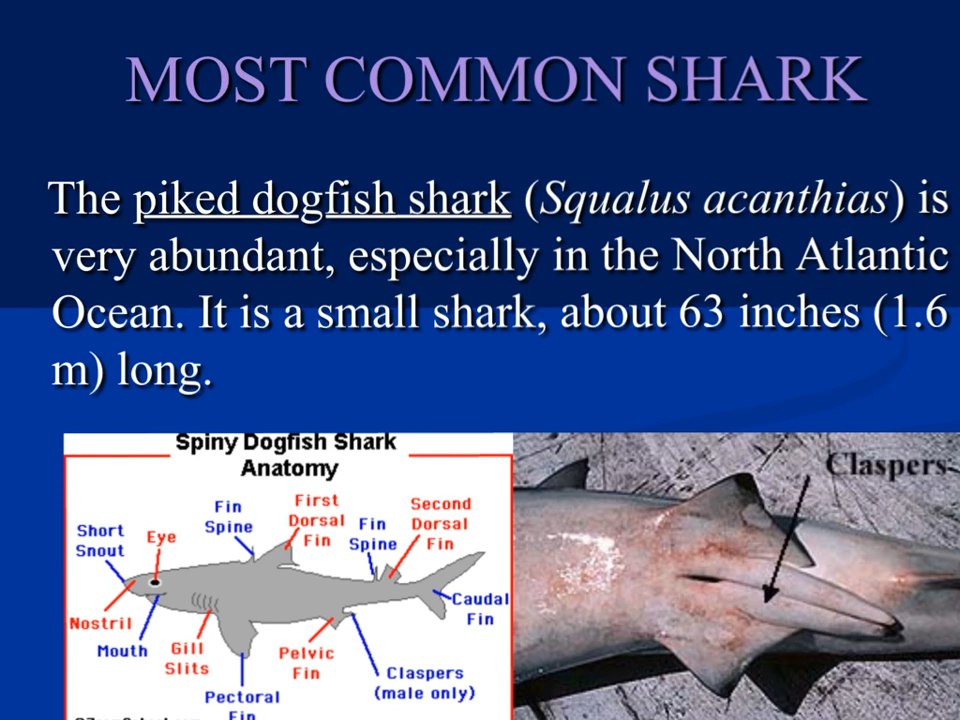 MOST COMMON SHARK
The piked dogfish shark (Squalus acanthias) is
very abundant, especially in the North Atlantic
Ocean. It is a small shark, about 63 inches (1.6
m) long.
Spiny Dogfish Shark
Anatomy
Short
Snout
Eye
Fin
Spine
First
Dorsal
Fin
Fin
Spine
Second
Dorsal
Fin
Nostril
Mouth
Gill
Slits
Pectoral
Fin
Pelvic
Fin
Claspers
(male only)
Caudal
Fin
Claspers